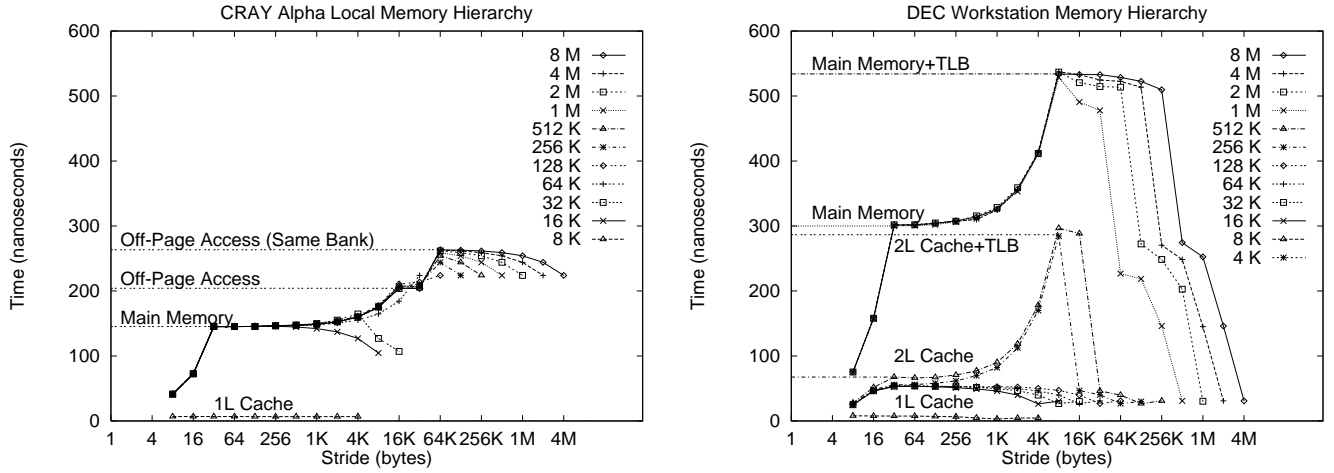 CRAY Alpha Local Memory Hierarchy
600
500
400
300
200
100
0
Time (nanoseconds)
8 M
4 M
2 M
1 M
512 K
256 K
128 K
64 K
32 K
16 K
8 K
Off-Page Access (Same Bank)
Off-Page Access
Main Memory
1L Cache
1 4 16 64 256 1K 4K 16K 64K 256K 1M 4M
Stride (bytes)
DEC Workstation Memory Hierarchy
600
500
400
300
200
100
0
Time (nanoseconds)
8 M
4 M
2 M
1 M
512 K
256 K
128 K
64 K
32 K
16 K
8 K
4 K
Main Memory+TLB
Main Memory
2L Cache+TLB
2L Cache
1L Cache
1 4 16 64 256 1K 4K 16K 64K 256K 1M 4M
Stride (bytes)